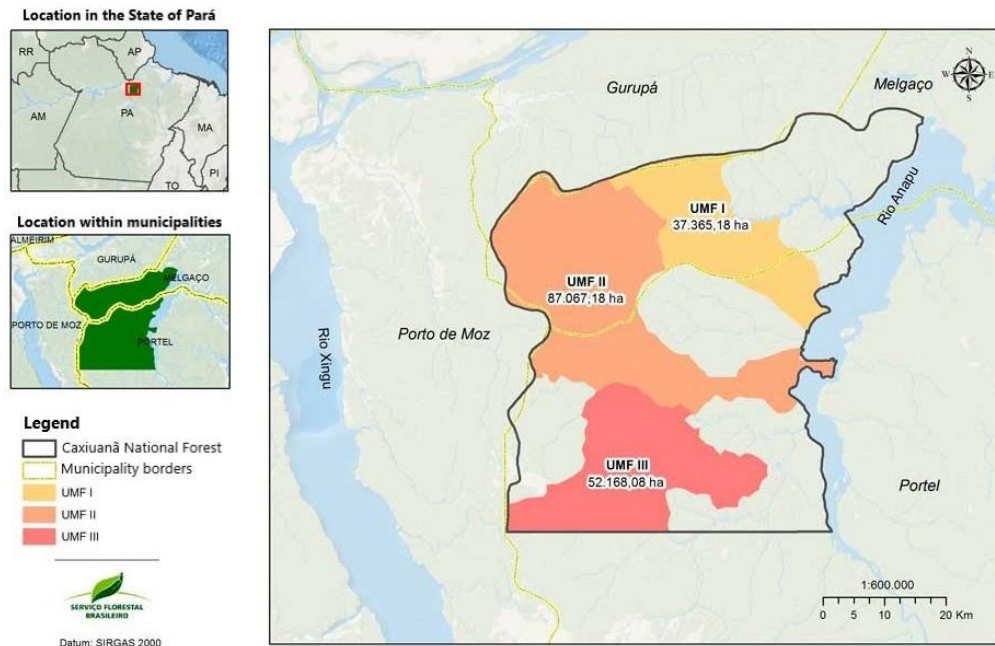 Location in the State of Pará
RR
AP
AM
PA
MA
TO
PI
Location within municipalities
ALMEIRIM
GURUPÁ
MELGAÇO
PORTO DE MOZ
PORTEL
Legend
Caxiuanã National Forest
Municipality borders
UMF I
UMF II
UMF III
SERVIÇO FLORESTAL
BRASILEIRO
Datum: SIRGAS 2000
Gurupá
Melgaço
N
W
E
S
Rio Anapu
UMF I
37.365,18 ha
UMF II
87.067,18 ha
Porto de Moz
Rio Xingu
UMF III
52.168,08 ha
Portel
1:600.000
0 5 10 20 Km